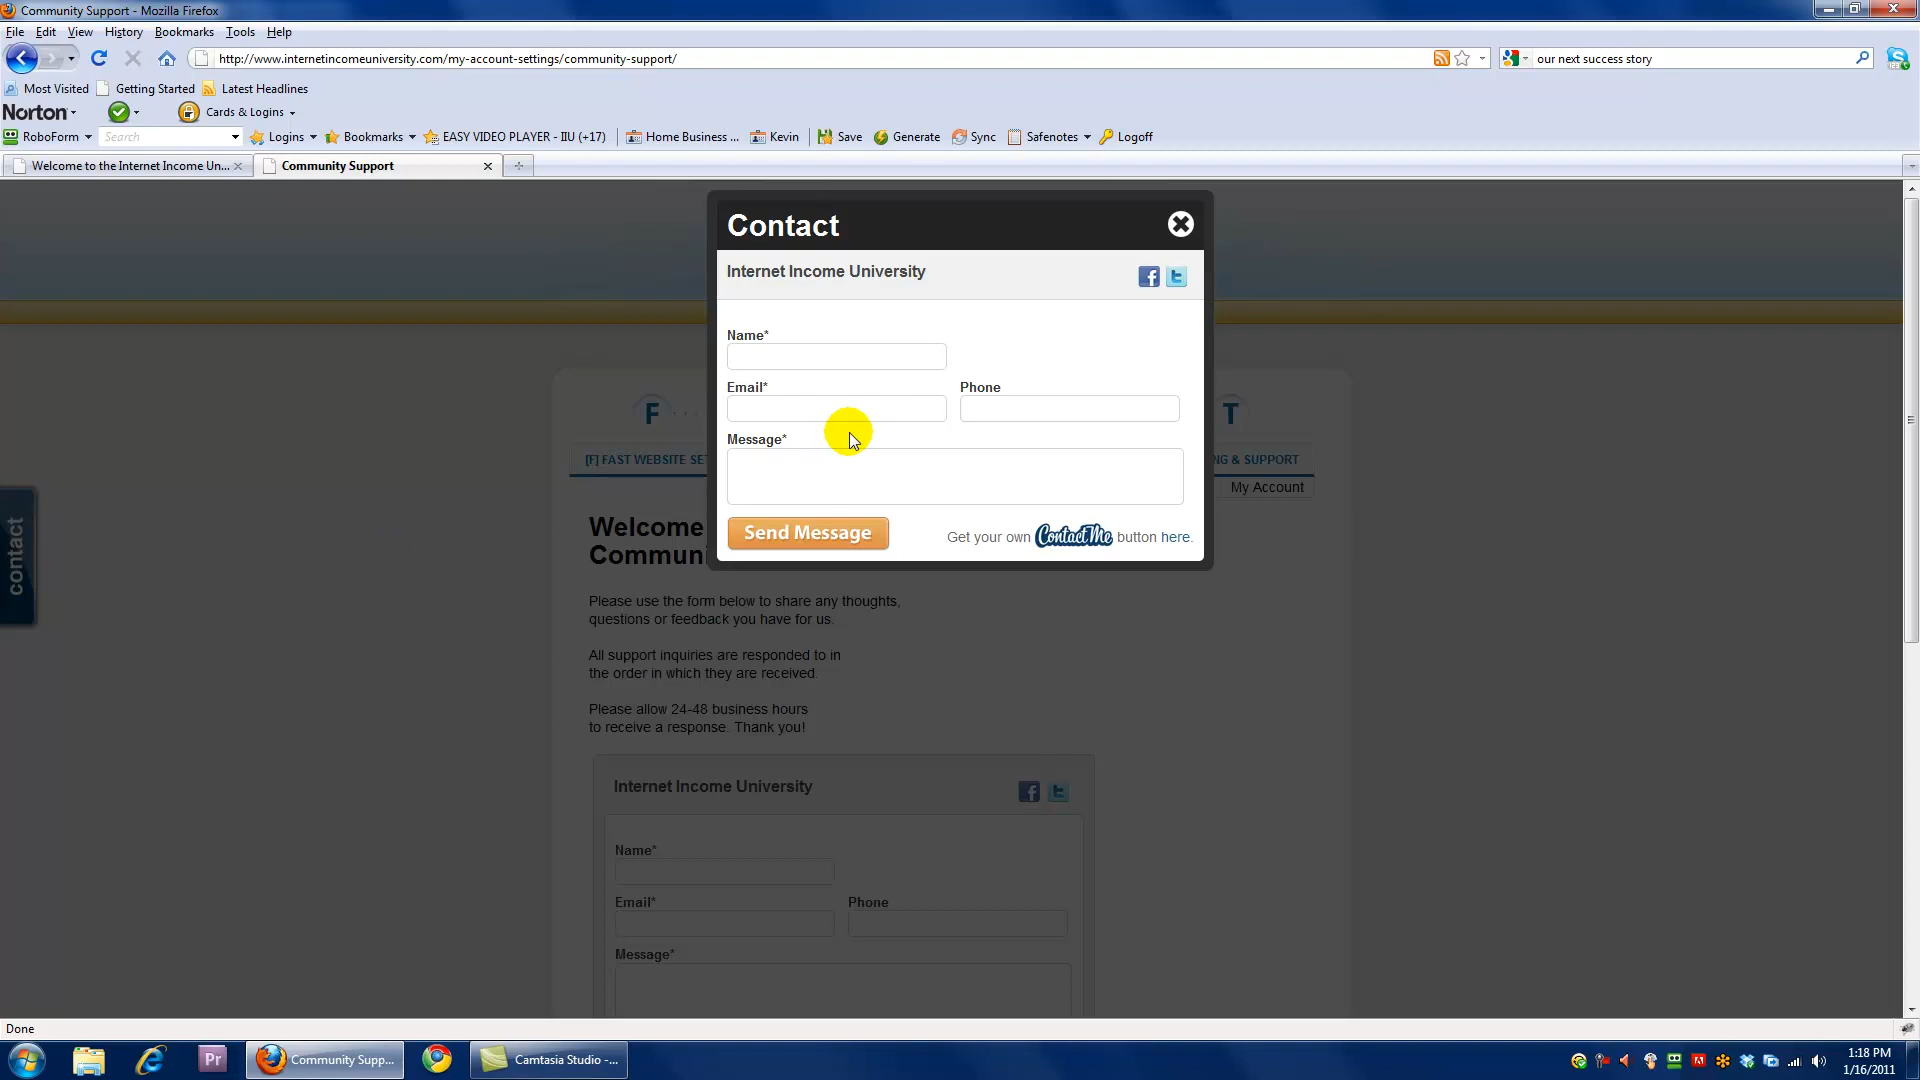 Community Support - Mozilla Firefox
File Edit View History Bookmarks Tools Help
http://www.internetincomeuniversity.com/my-account-settings/community-support/
our next success story
Most Visited Getting Started Latest Headlines
Norton Cards & Logins
RoboForm Search Logins Bookmarks EASY VIDEO PLAYER - IIU (+17) Home Business ... Kevin Save Generate Sync Safenotes Logoff
Welcome to the Internet Income Un... Community Support
Contact
Internet Income University
Name*
Email* Phone
Message*
Send Message
Get your own ContactMe button here.
F T
[F] FAST WEBSITE SET NG & SUPPORT
My Account
contact
Welcome
Communi
Please use the form below to share any thoughts,
questions or feedback you have for us.
All support inquiries are responded to in
the order in which they are received.
Please allow 24-48 business hours
to receive a response. Thank you!
Internet Income University
Name*
Email* Phone
Message*
Done
Pr Community Supp... Camtasia Studio -...
1:18 PM
1/16/2011